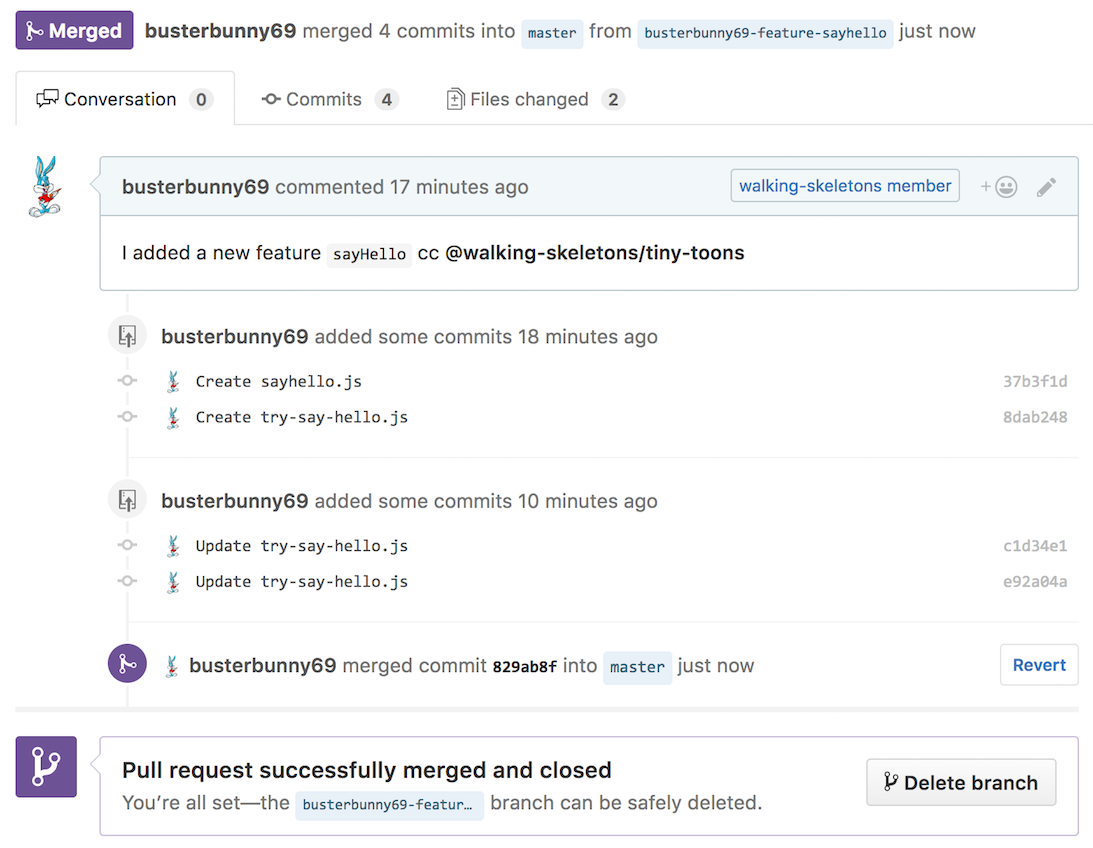 Merged busterbunny69 merged 4 commits into master from busterbunny69-feature-sayhello just now
Conversation 0 Commits 4 Files changed 2
busterbunny69 commented 17 minutes ago walking-skeletons member +
I added a new feature sayHello cc @walking-skeletons/tiny-toons
busterbunny69 added some commits 18 minutes ago
Create sayhello.js 37b3f1d
Create try-say-hello.js 8dab248
busterbunny69 added some commits 10 minutes ago
Update try-say-hello.js c1d34e1
Update try-say-hello.js e92a04a
busterbunny69 merged commit 829ab8f into master just now Revert
Pull request successfully merged and closed
You’re all set—the busterbunny69-featur… branch can be safely deleted. Delete branch